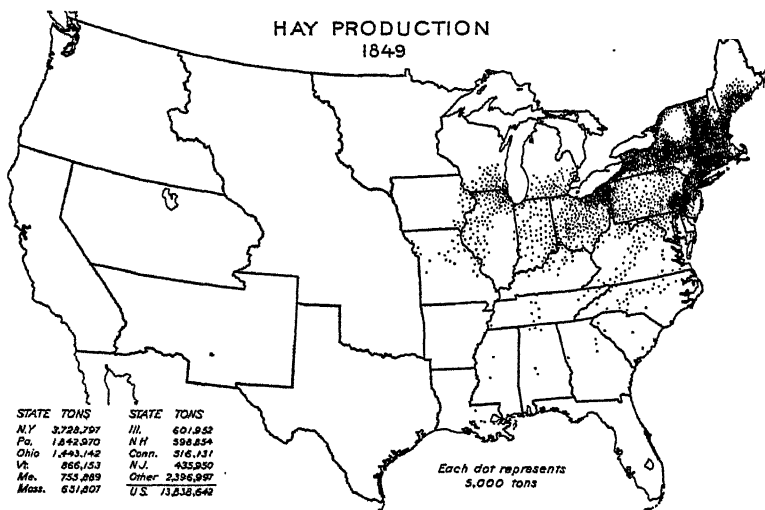 HAY PRODUCTION
1849
STATE TONS
N.Y 3,728,797
Pa. 1,842,970
Ohio 1,443,142
Vt. 866,153
Me. 755,889
Mass. 651,807
STATE TONS
Ill. 601,952
N H 598,854
Conn. 516,131
N.J. 435,950
Other 2,396,997
U.S. 13,838,642
Each dot represents
5,000 tons